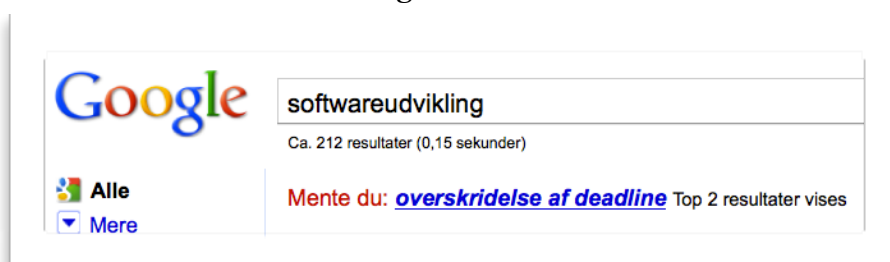 Google
softwareudvikling
Ca. 212 resultater (0,15 sekunder)
Alle
Mente du: overskridelse af deadline Top 2 resultater vises
Mere